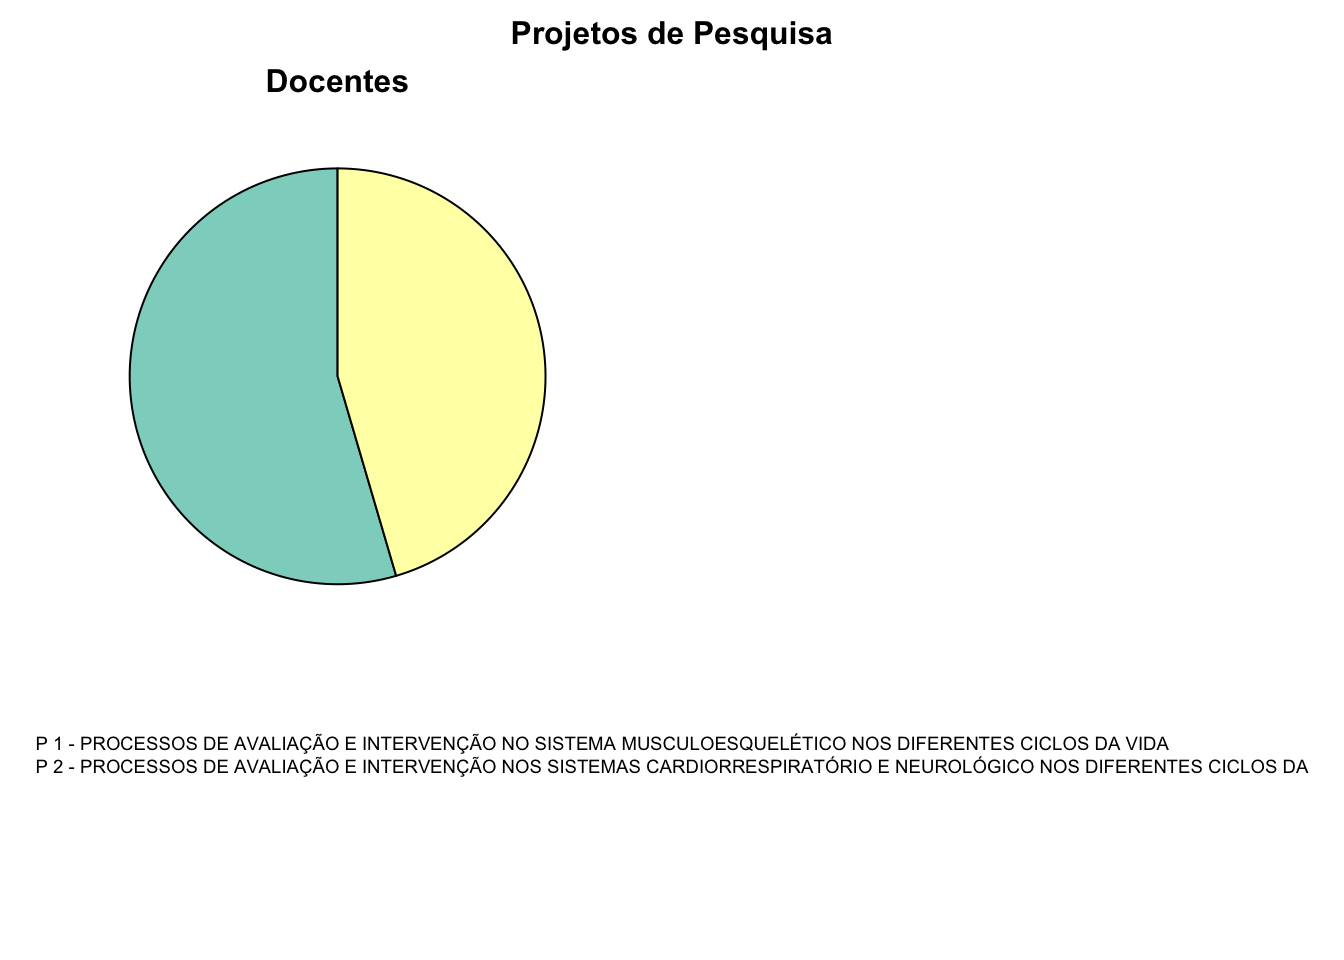 Projetos de Pesquisa
Docentes
P 1 - PROCESSOS DE AVALIAÇÃO E INTERVENÇÃO NO SISTEMA MUSCULOESQUELÉTICO NOS DIFERENTES CICLOS DA VIDA
P 2 - PROCESSOS DE AVALIAÇÃO E INTERVENÇÃO NOS SISTEMAS CARDIORRESPIRATÓRIO E NEUROLÓGICO NOS DIFERENTES CICLOS DA